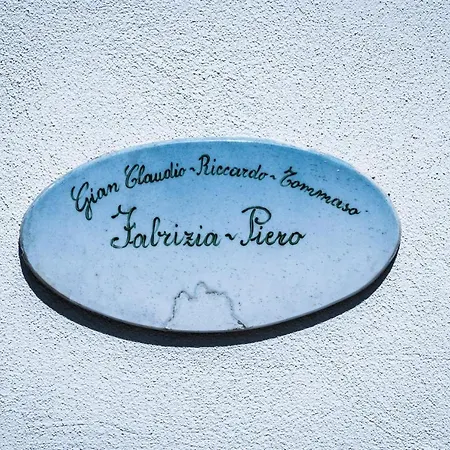 Gian Claudio ~ Riccardo ~ Tommaso
Fabrizia ~ Piero